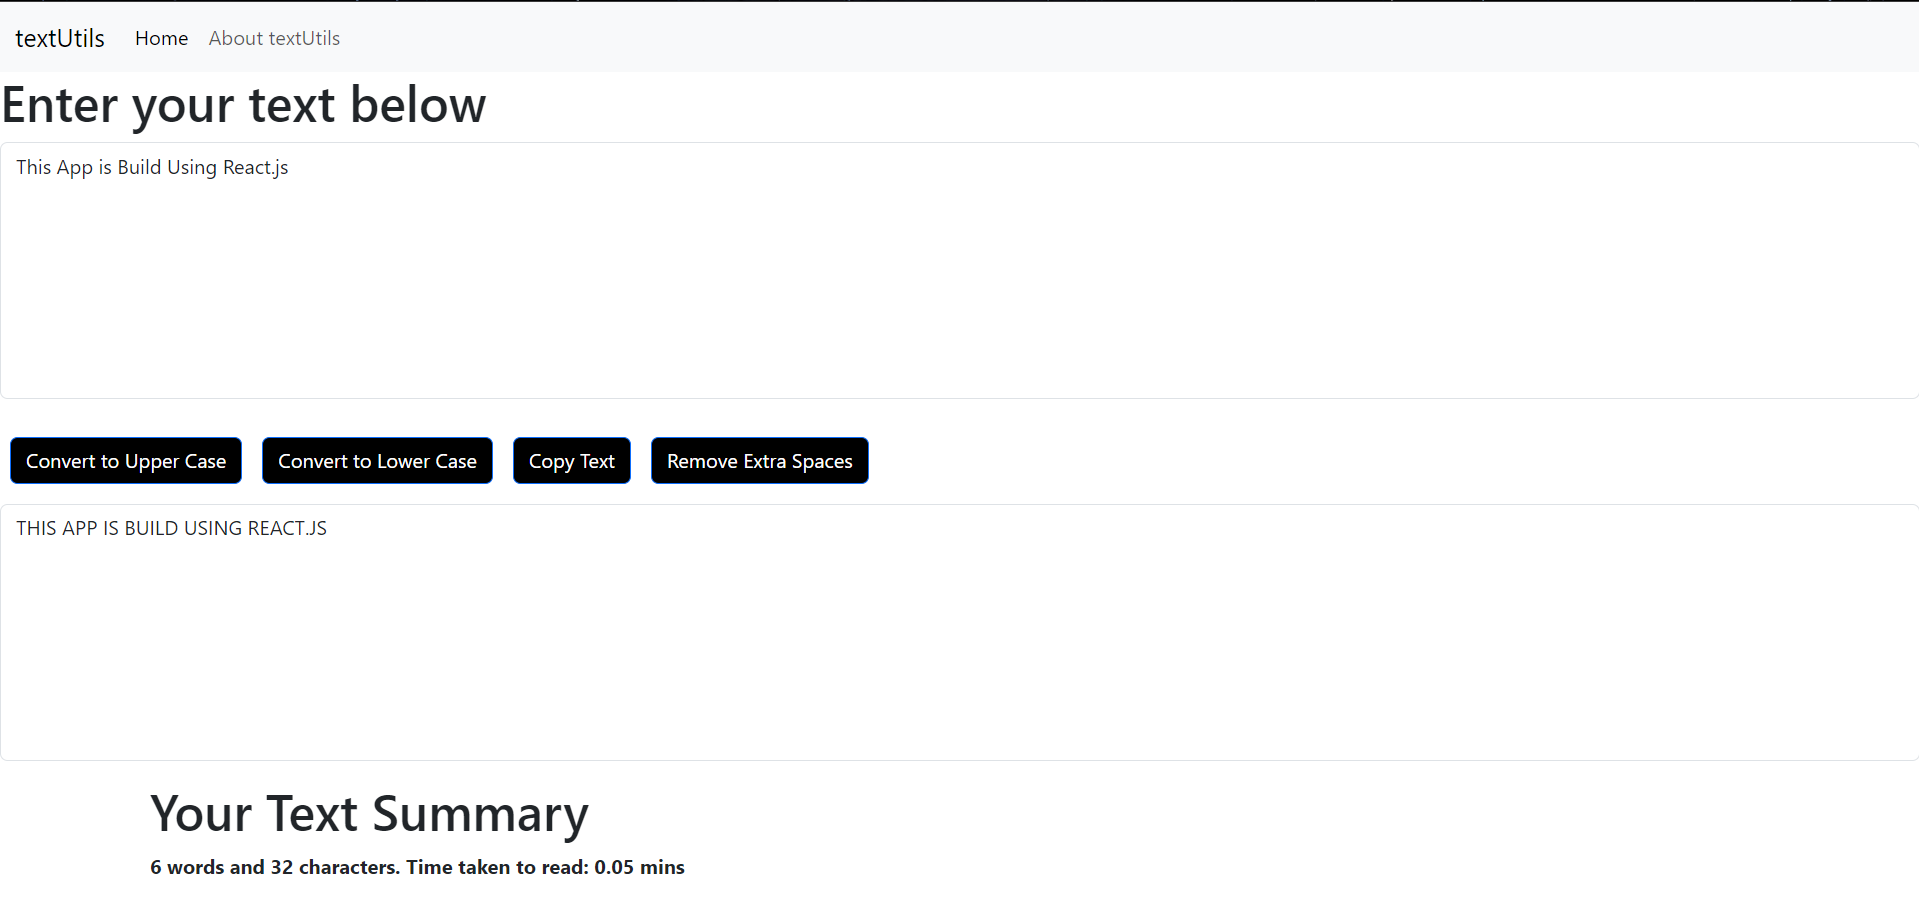 textUtils Home About textUtils
Enter your text below
This App is Build Using React.js
Convert to Upper Case Convert to Lower Case Copy Text Remove Extra Spaces
THIS APP IS BUILD USING REACT.JS
Your Text Summary
6 words and 32 characters. Time taken to read: 0.05 mins